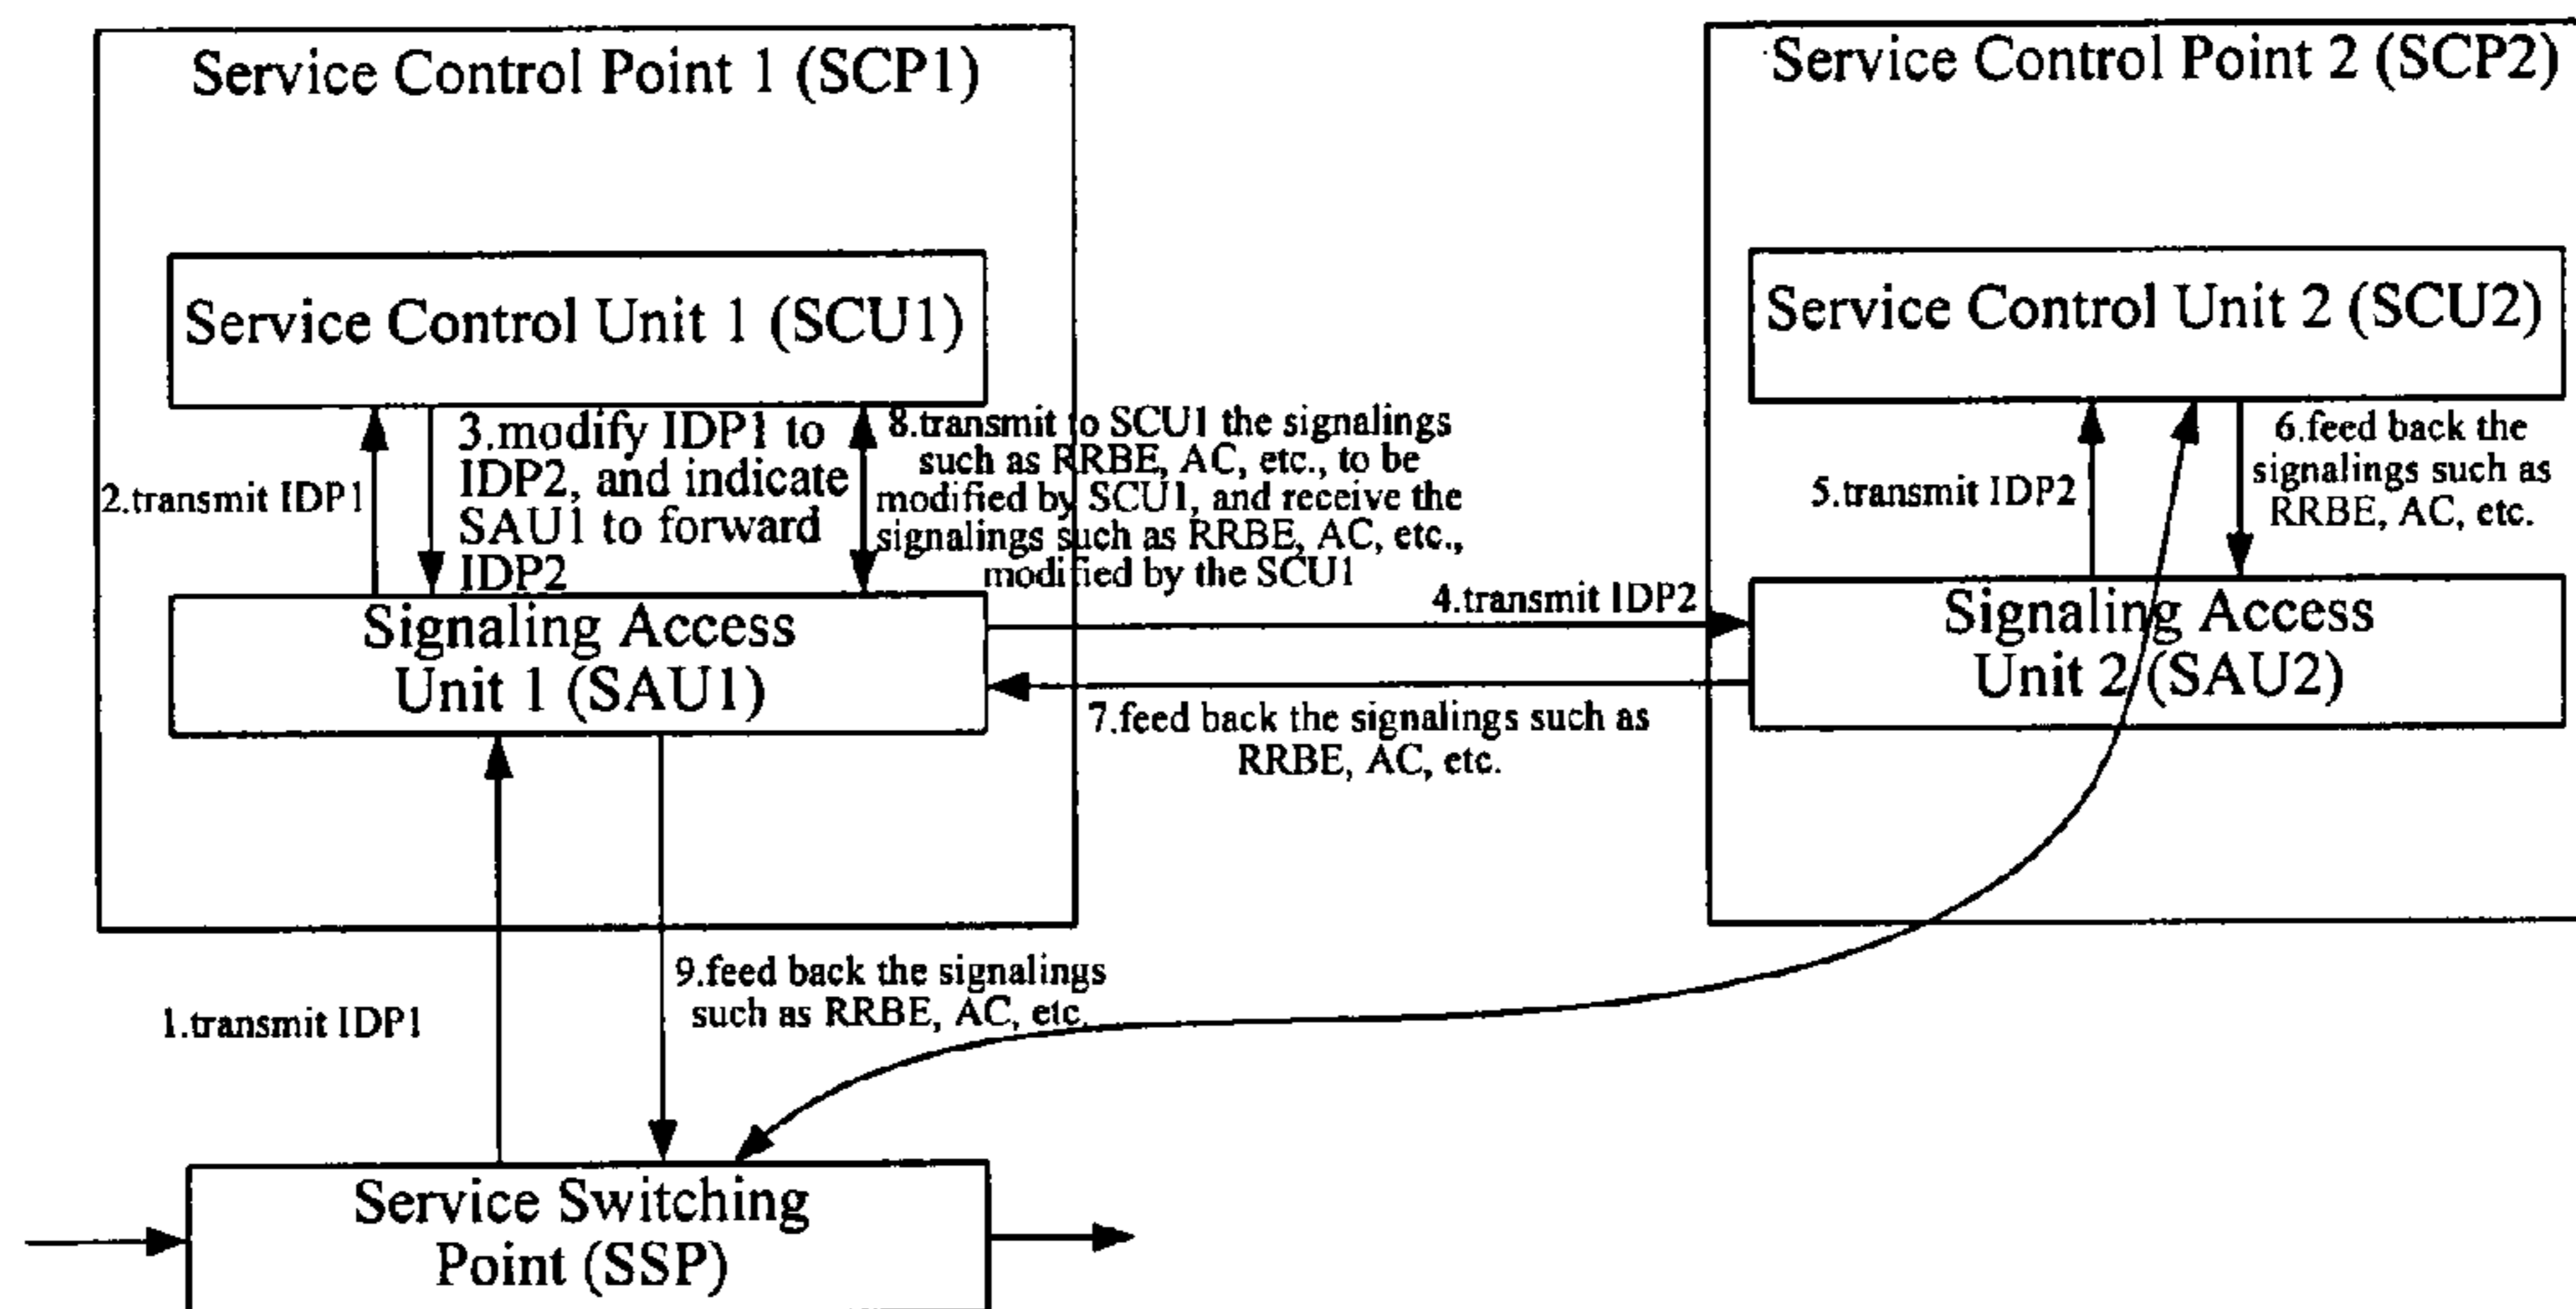 Service Control Point 1 (SCP1)
Service Control Point 2 (SCP2)
Service Control Unit 1 (SCU1)
Service Control Unit 2 (SCU2)
2.transmit IDP1
3.modify IDP1 to
IDP2, and indicate
SAU1 to forward
IDP2
8.transmit to SCU1 the signalings
such as RRBE, AC, etc., to be
modified by SCU1, and receive the
signalings such as RRBE, AC, etc.,
modified by the SCU1
5.transmit IDP2
6.feed back the
signalings such as
RRBE, AC, etc.
4.transmit IDP2
Signaling Access
Unit 1 (SAU1)
Signaling Access
Unit 2 (SAU2)
7.feed back the signalings such as
RRBE, AC, etc.
1.transmit IDP1
9.feed back the signalings
such as RRBE, AC, etc.
Service Switching
Point (SSP)